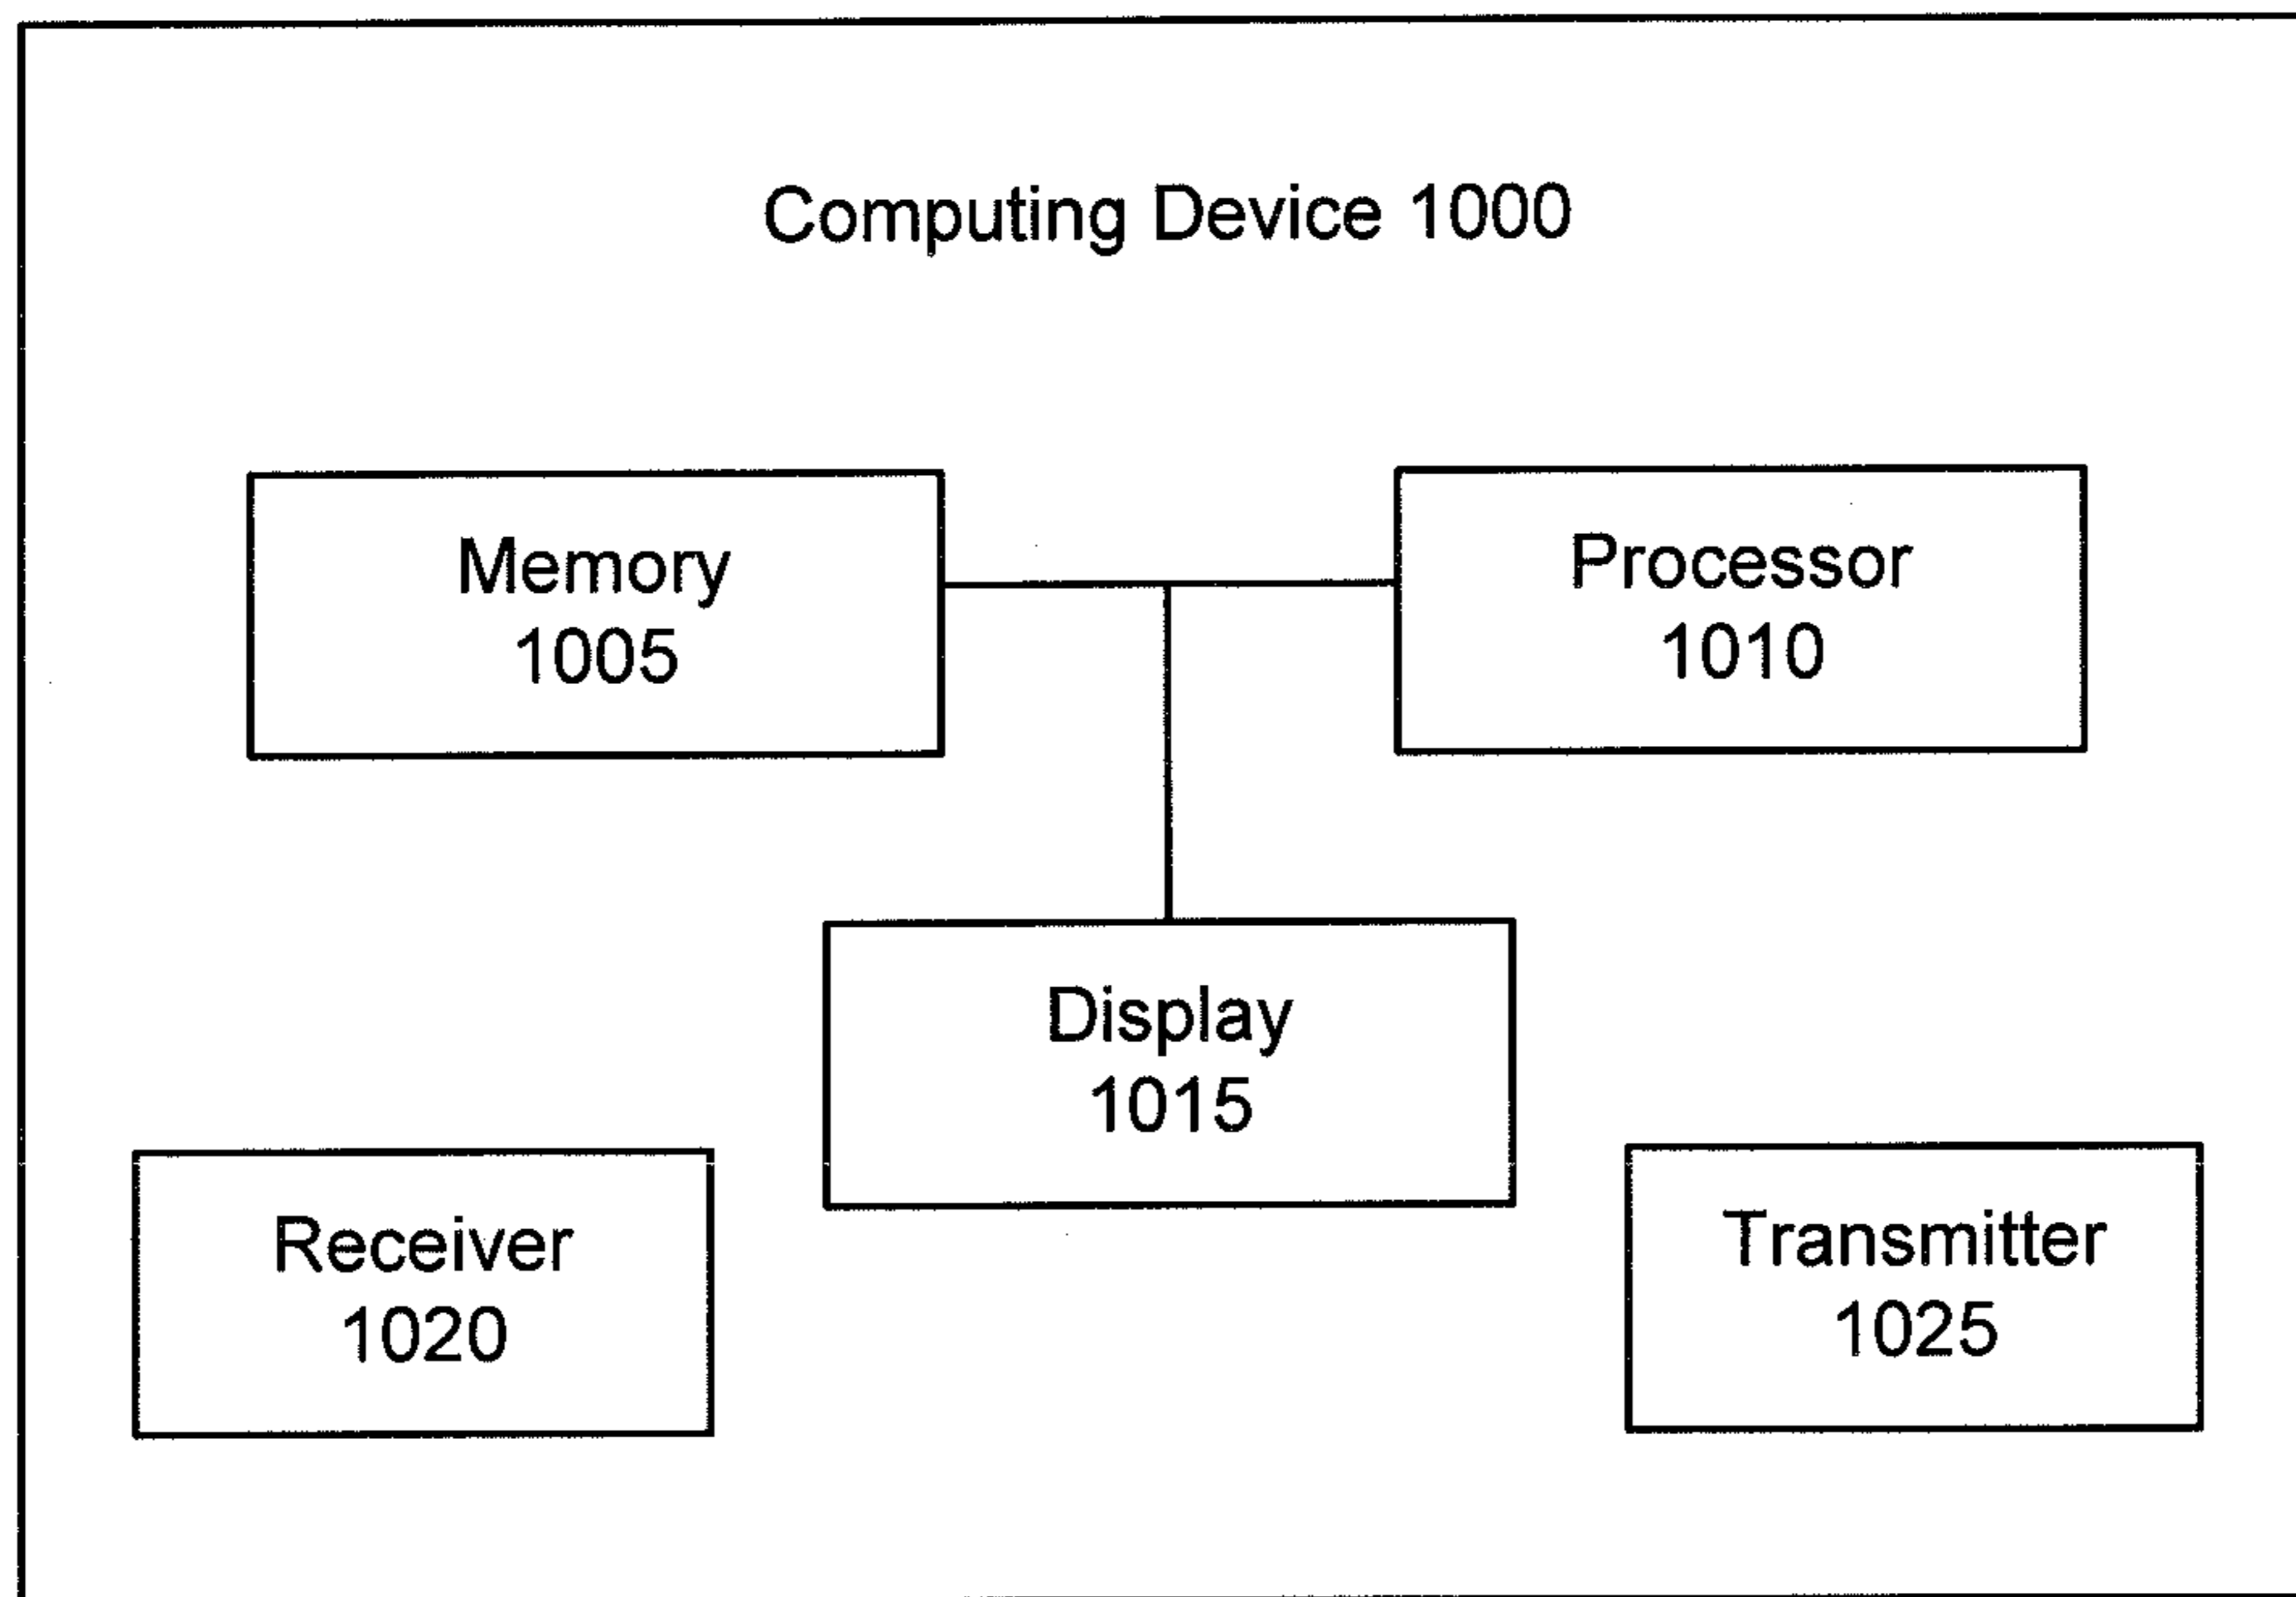 Computing Device 1000
Memory
1005
Processor
1010
Display
1015
Receiver
1020
Transmitter
1025